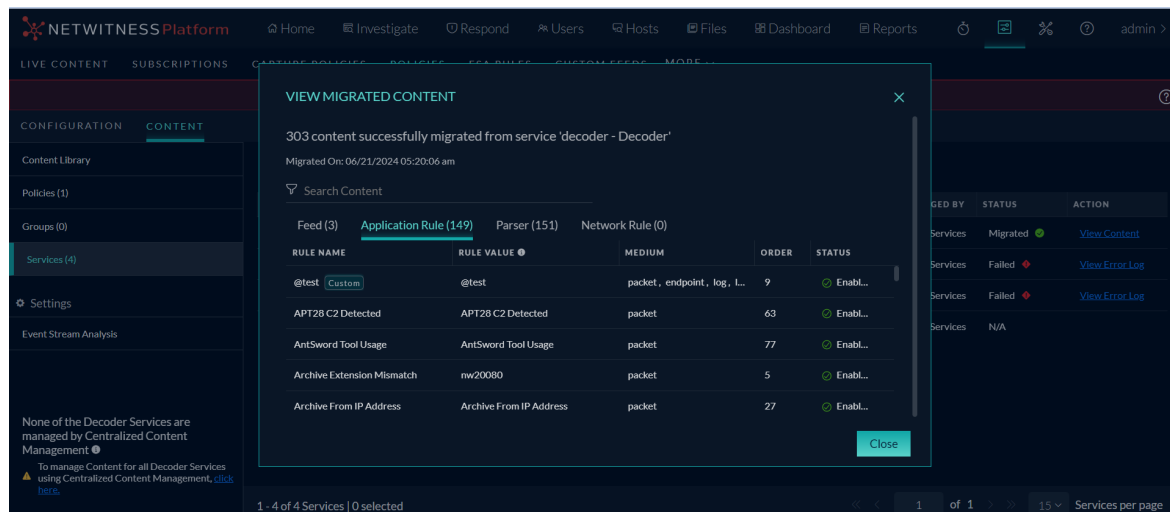 NETWITNESS Platform
Home Investigate Respond Users Hosts Files Dashboard Reports admin >
LIVE CONTENT SUBSCRIPTIONS CAPTURE POLICIES POLICIES ESA RULES CUSTOM SEEDS MORE
VIEW MIGRATED CONTENT
303 content successfully migrated from service 'decoder - Decoder'
Migrated On: 06/21/2024 05:20:06 am
Search Content
Feed (3) Application Rule (149) Parser (151) Network Rule (0)
RULE NAME RULE VALUE MEDIUM ORDER STATUS
@test Custom @test packet, endpoint, log, l... 9 Enabl...
APT28 C2 Detected APT28 C2 Detected packet 63 Enabl...
AntSword Tool Usage AntSword Tool Usage packet 77 Enabl...
Archive Extension Mismatch nw20080 packet 5 Enabl...
Archive From IP Address Archive From IP Address packet 27 Enabl...
Close
CONFIGURATION CONTENT
Content Library
Policies (1)
Groups (0)
Services (4)
Settings
Event Stream Analysis
None of the Decoder Services are
managed by Centralized Content
Management
To manage Content for all Decoder Services
using Centralized Content Management, click
here.
GED BY STATUS ACTION
Services Migrated View Content
Services Failed View Error Log
Services Failed View Error Log
Services N/A
1 - 4 of 4 Services | 0 selected
<< < 1 of 1 > >> 15 Services per page